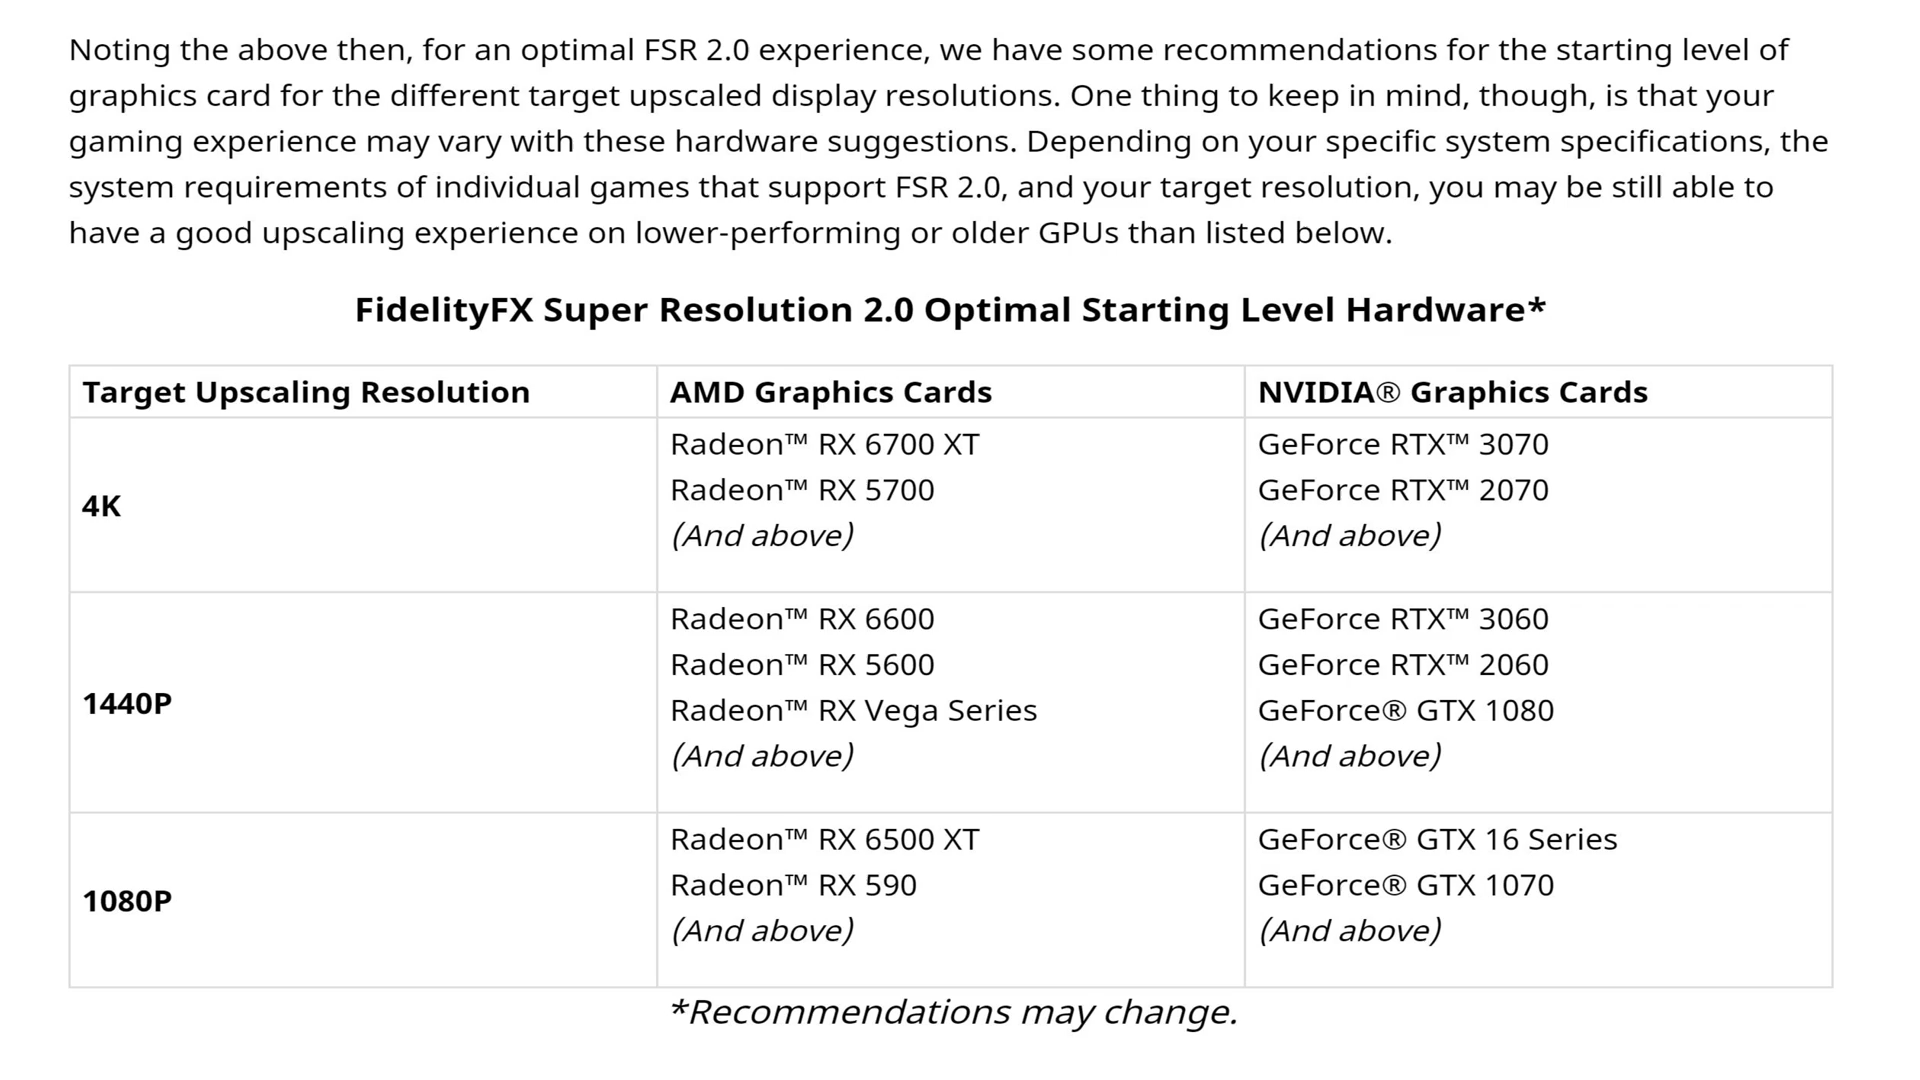 Noting the above then, for an optimal FSR 2.0 experience, we have some recommendations for the starting level of
graphics card for the different target upscaled display resolutions. One thing to keep in mind, though, is that your
gaming experience may vary with these hardware suggestions. Depending on your specific system specifications, the
system requirements of individual games that support FSR 2.0, and your target resolution, you may be still able to
have a good upscaling experience on lower-performing or older GPUs than listed below.
FidelityFX Super Resolution 2.0 Optimal Starting Level Hardware*
Target Upscaling Resolution
AMD Graphics Cards
NVIDIA® Graphics Cards
4K
Radeon™ RX 6700 XT
Radeon™ RX 5700
(And above)
GeForce RTX™ 3070
GeForce RTX™ 2070
(And above)
1440P
Radeon™ RX 6600
Radeon™ RX 5600
Radeon™ RX Vega Series
(And above)
GeForce RTX™ 3060
GeForce RTX™ 2060
GeForce® GTX 1080
(And above)
1080P
Radeon™ RX 6500 XT
Radeon™ RX 590
(And above)
GeForce® GTX 16 Series
GeForce® GTX 1070
(And above)
*Recommendations may change.